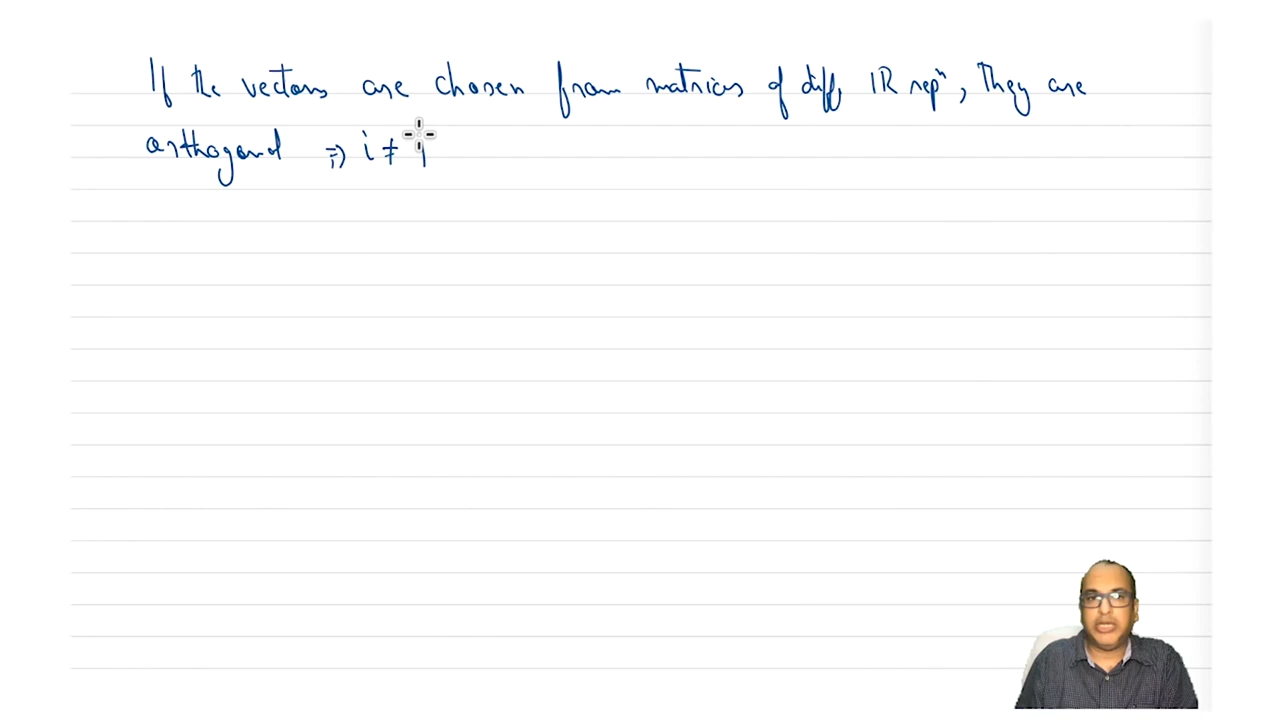 If the vectors are chosen from matrices of diff. IR repⁿ, they are
orthogonal ⇒ i ≠